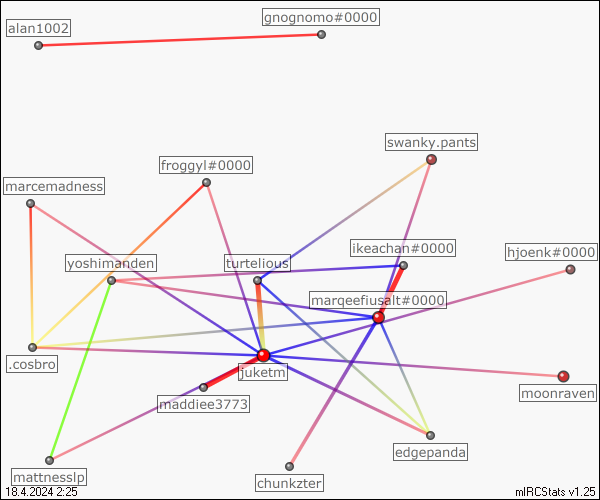 gnognomo#0000
alan1002
swanky.pants
froggyl#0000
marcemadness
ikeachan#0000
hjoenk#0000
yoshimanden
turtelious
marqeefiusalt#0000
.cosbro
juketm
moonraven
maddiee3773
edgepanda
mattnesslp
chunkzter
18.4.2024 2:25
mIRCStats v1.25